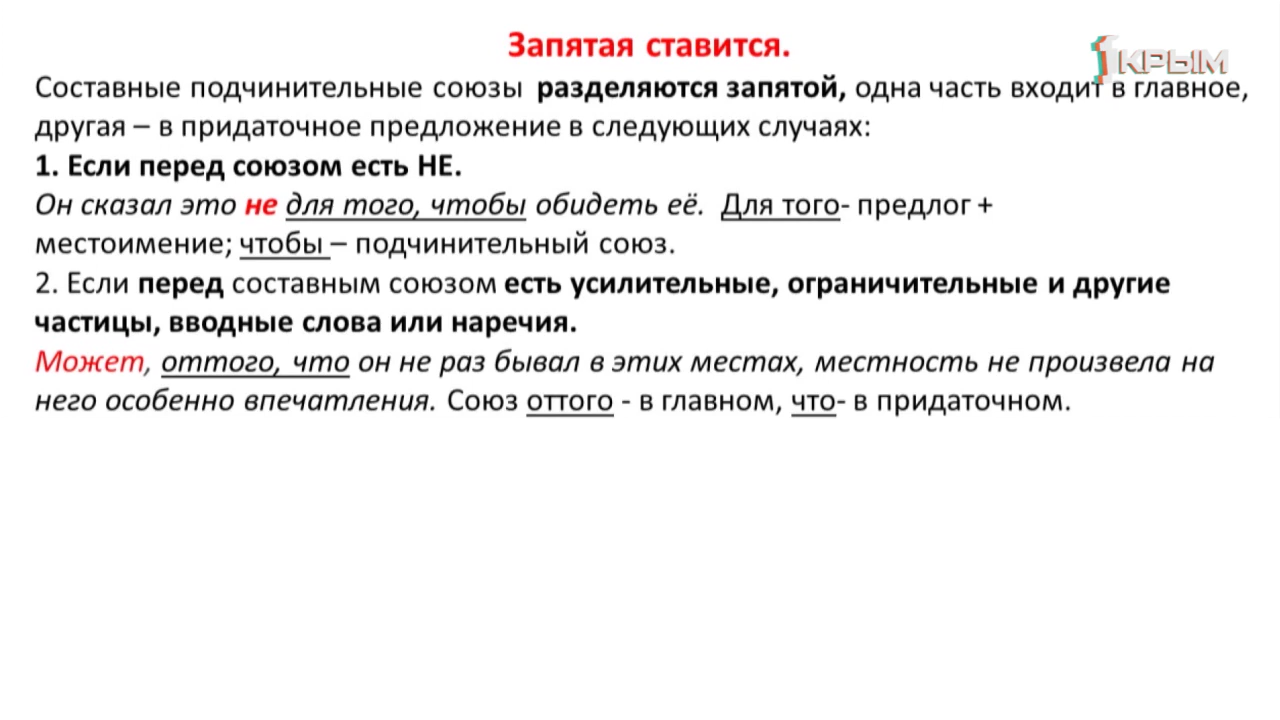 Запятая ставится.
1КРЫМ
Составные подчинительные союзы разделяются запятой, одна часть входит в главное,
другая – в придаточное предложение в следующих случаях:
1. Если перед союзом есть НЕ.
Он сказал это не для того, чтобы обидеть её. Для того- предлог +
местоимение; чтобы – подчинительный союз.
2. Если перед составным союзом есть усилительные, ограничительные и другие
частицы, вводные слова или наречия.
Может, оттого, что он не раз бывал в этих местах, местность не произвела на
него особенно впечатления. Союз оттого - в главном, что- в придаточном.